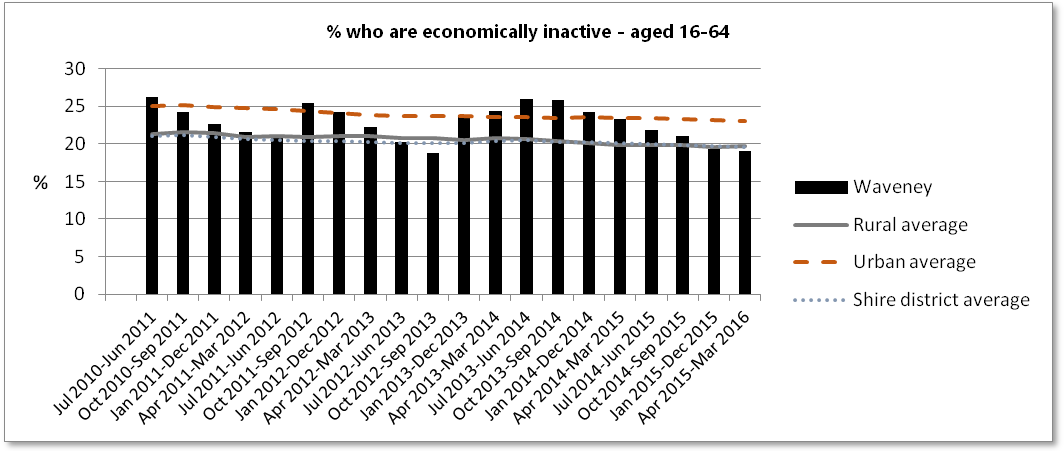 % who are economically inactive - aged 16-64
30
25
20
15
10
5
0
%
Jul 2010-Jun 2011
Oct 2010-Sep 2011
Jan 2011-Dec 2011
Apr 2011-Mar 2012
Jul 2011-Jun 2012
Oct 2011-Sep 2012
Jan 2012-Dec 2012
Apr 2012-Mar 2013
Jul 2012-Jun 2013
Oct 2012-Sep 2013
Jan 2013-Dec 2013
Apr 2013-Mar 2014
Jul 2013-Jun 2014
Oct 2013-Sep 2014
Jan 2014-Dec 2014
Apr 2014-Mar 2015
Jul 2014-Jun 2015
Oct 2014-Sep 2015
Jan 2015-Dec 2015
Apr 2015-Mar 2016
Waveney
Rural average
Urban average
Shire district average